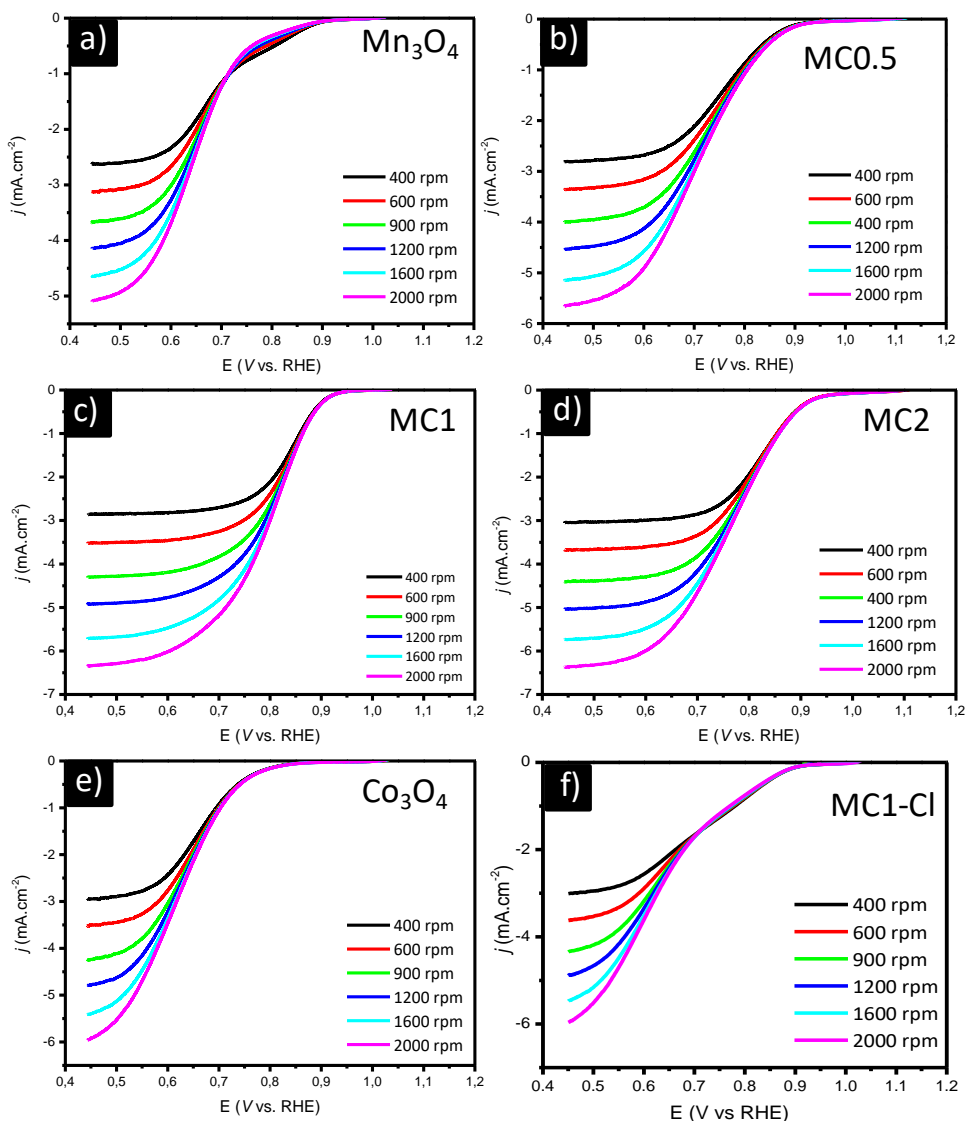 a)
Mn₃O₄
0
-1
-2
-3
-4
-5
j (mA.cm⁻²)
400 rpm
600 rpm
900 rpm
1200 rpm
1600 rpm
2000 rpm
0.4 0.5 0.6 0.7 0.8 0.9 1.0 1.1 1.2
E (V vs. RHE)
b)
MC0.5
0
-1
-2
-3
-4
-5
-6
j (mA.cm⁻²)
400 rpm
600 rpm
400 rpm
1200 rpm
1600 rpm
2000 rpm
0,4 0,5 0,6 0,7 0,8 0,9 1,0 1,1 1,2
E (V vs. RHE)
c)
MC1
0
-1
-2
-3
-4
-5
-6
-7
j (mA.cm⁻²)
400 rpm
600 rpm
900 rpm
1200 rpm
1600 rpm
2000 rpm
0,4 0,5 0,6 0,7 0,8 0,9 1,0 1,1 1,2
E (V vs. RHE)
d)
MC2
0
-1
-2
-3
-4
-5
-6
-7
j (mA.cm⁻²)
400 rpm
600 rpm
400 rpm
1200 rpm
1600 rpm
2000 rpm
0,4 0,5 0,6 0,7 0,8 0,9 1,0 1,1 1,2
E (V vs. RHE)
e)
Co₃O₄
0
-1
-2
-3
-4
-5
-6
j (mA.cm⁻²)
400 rpm
600 rpm
900 rpm
1200 rpm
1600 rpm
2000 rpm
0,4 0,5 0,6 0,7 0,8 0,9 1,0 1,1 1,2
E (V vs. RHE)
f)
MC1-Cl
0
-2
-4
-6
j (mA.cm⁻²)
400 rpm
600 rpm
900 rpm
1200 rpm
1600 rpm
2000 rpm
0.4 0.5 0.6 0.7 0.8 0.9 1.0 1.1 1.2
E (V vs RHE)